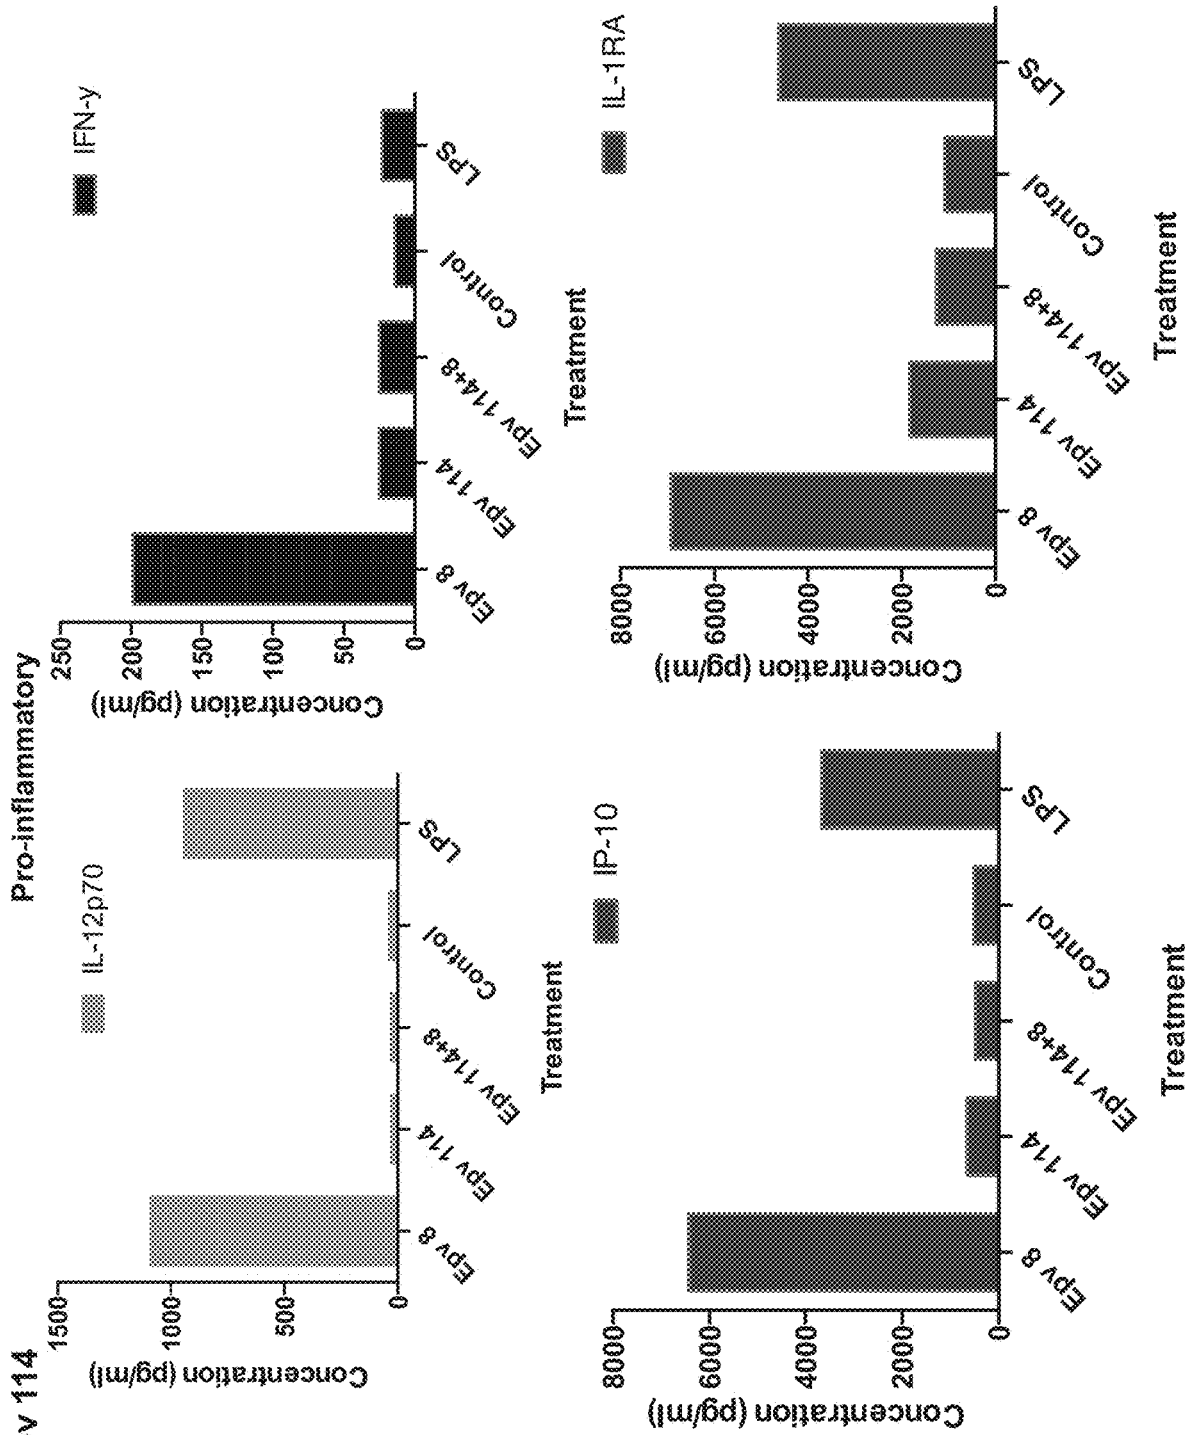 v 114
Pro-inflammatory
IL-12p70
Concentration (pg/ml)
1500
1000
500
0
Epv 8
Epv 114
Epv 114+8
Control
LPS
Treatment
IFN-y
Concentration (pg/ml)
250
200
150
100
50
0
Epv 8
Epv 114
Epv 114+8
Control
LPS
Treatment
IP-10
Concentration (pg/ml)
8000
6000
4000
2000
0
Epv 8
Epv 114
Epv 114+8
Control
LPS
Treatment
IL-1RA
Concentration (pg/ml)
8000
6000
4000
2000
0
Epv 8
Epv 114
Epv 114+8
Control
LPS
Treatment